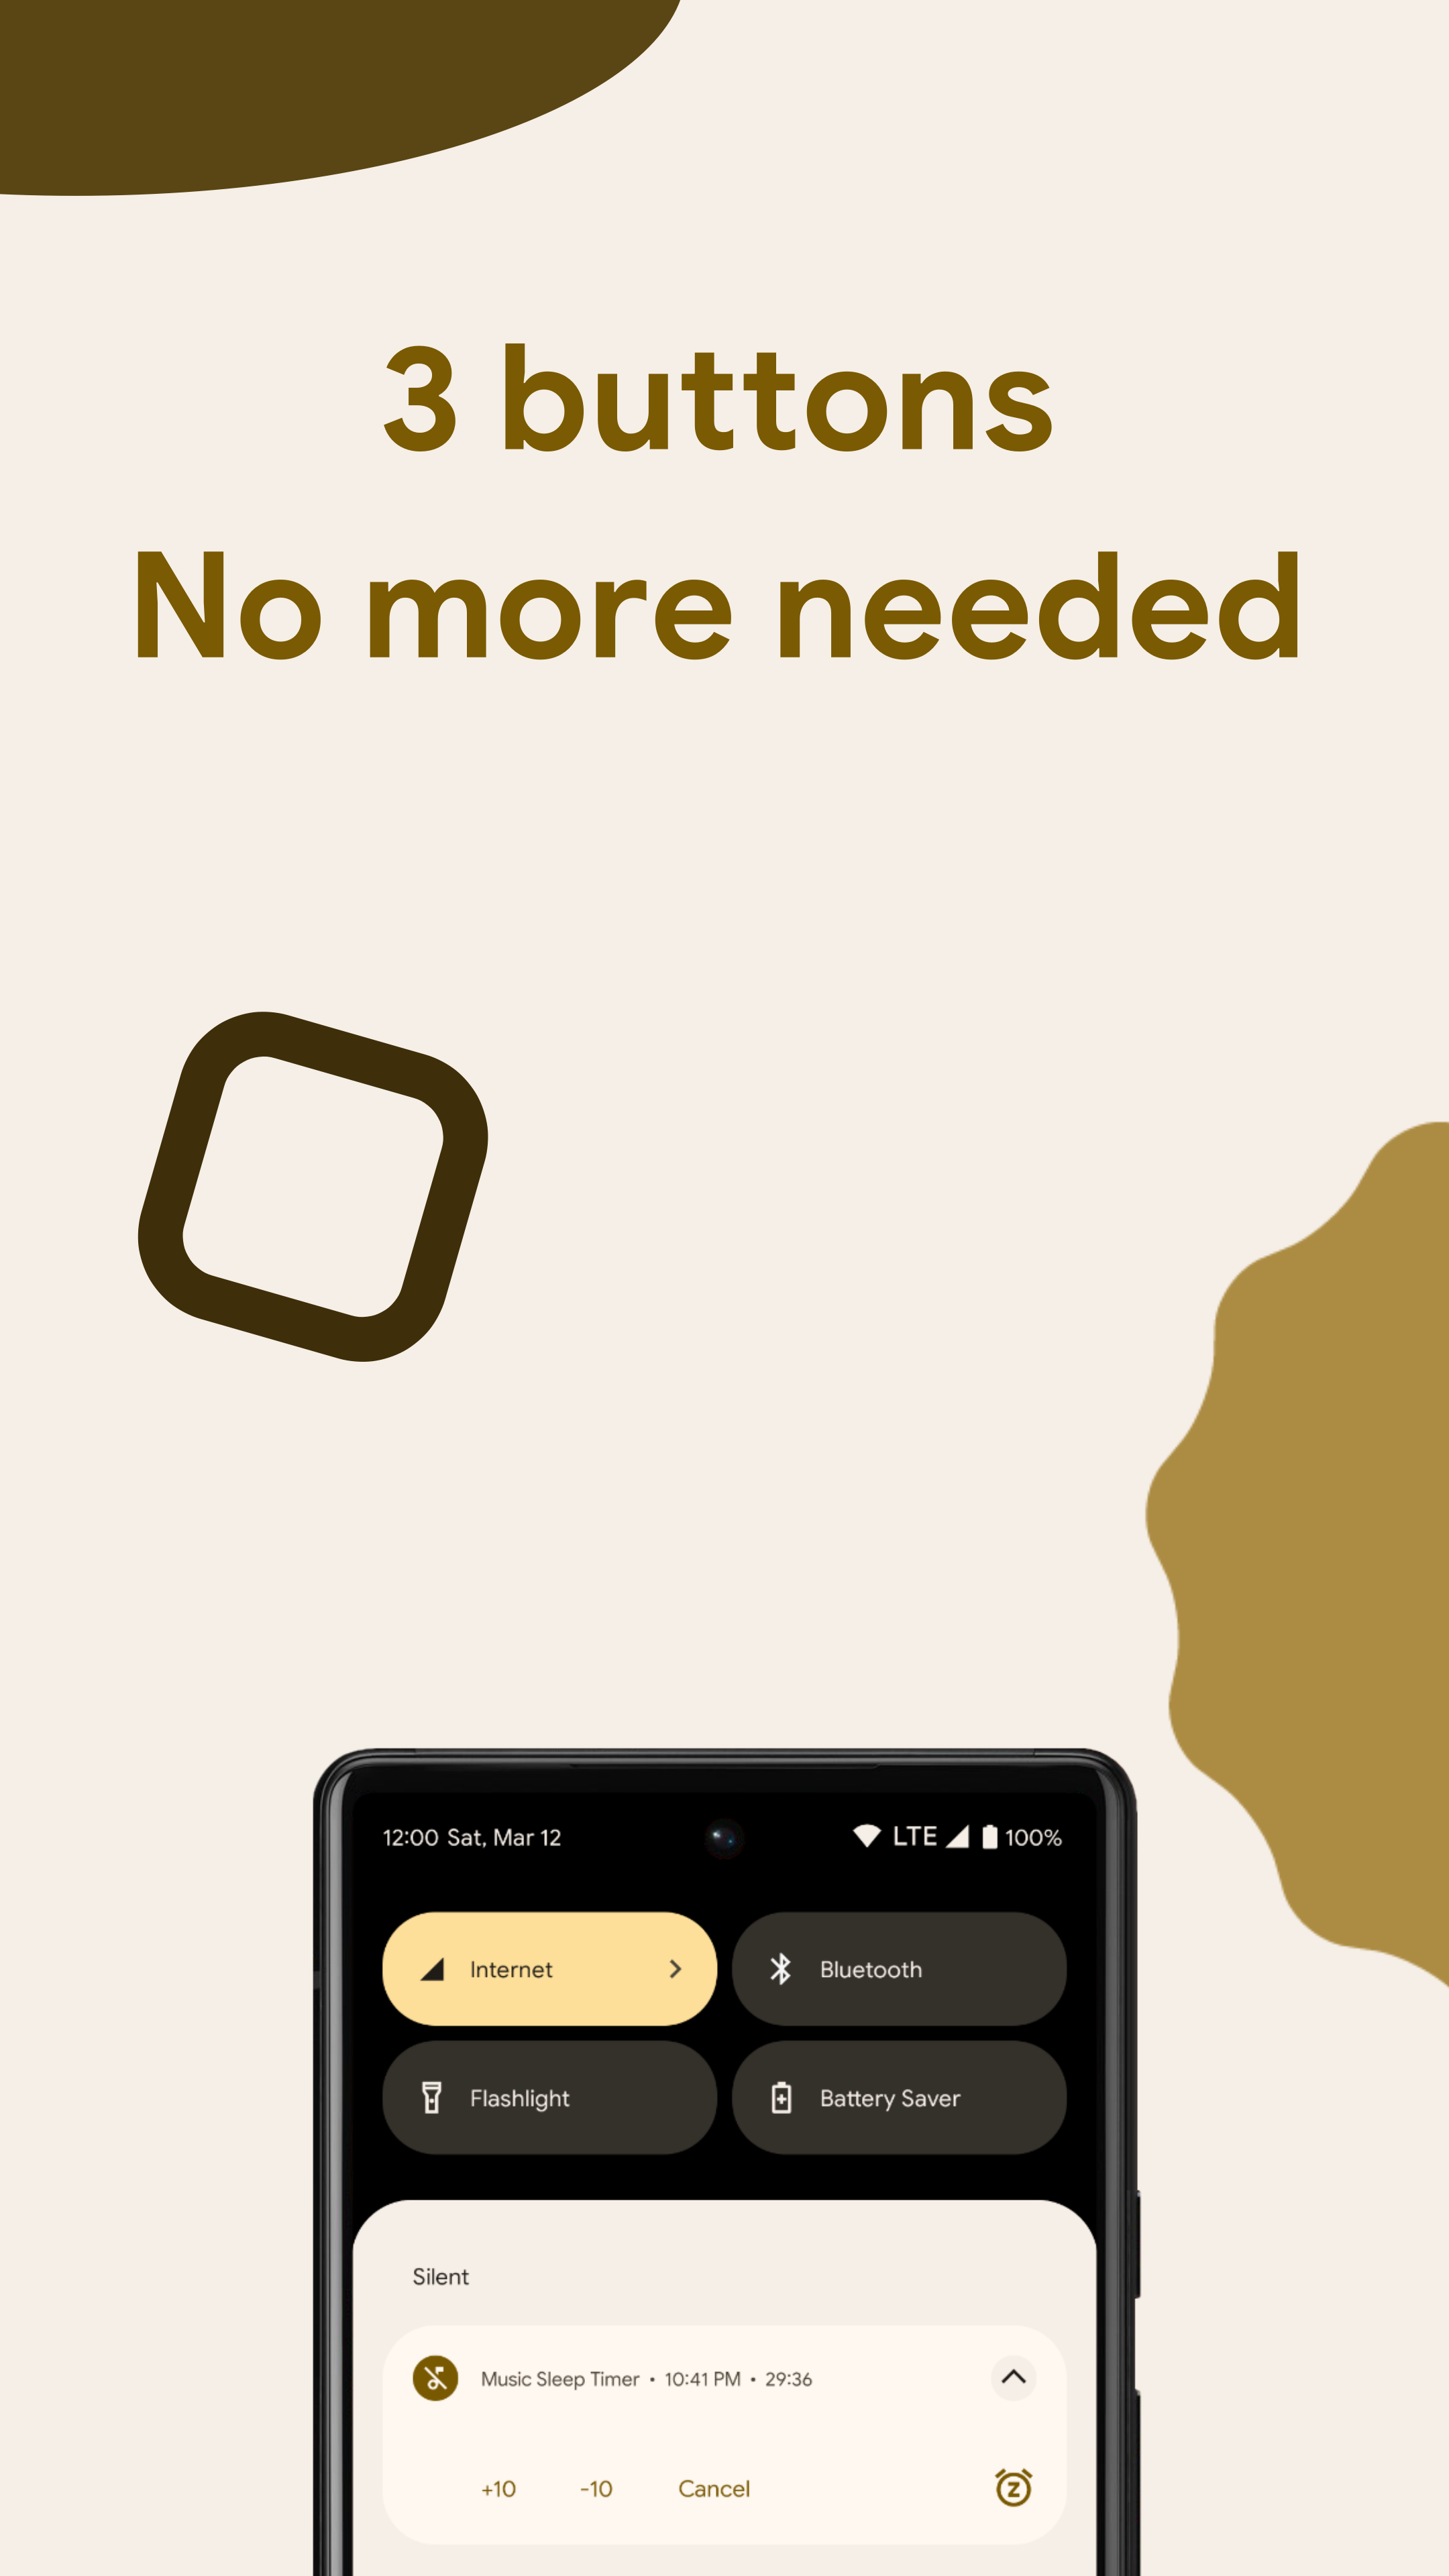 3 buttons
No more needed
12:00 Sat, Mar 12 LTE 100%
Internet Bluetooth
Flashlight Battery Saver
Silent
Music Sleep Timer • 10:41 PM • 29:36
+10 -10 Cancel